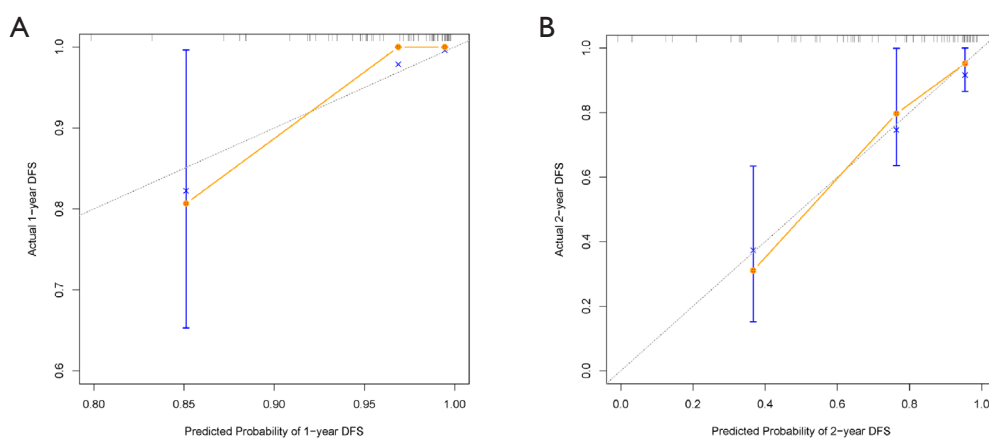 A
B
Actual 1−year DFS
0.6 0.7 0.8 0.9 1.0
0.80 0.85 0.90 0.95 1.00
Predicted Probability of 1−year DFS
Actual 2−year DFS
0.0 0.2 0.4 0.6 0.8 1.0
0.0 0.2 0.4 0.6 0.8 1.0
Predicted Probability of 2−year DFS